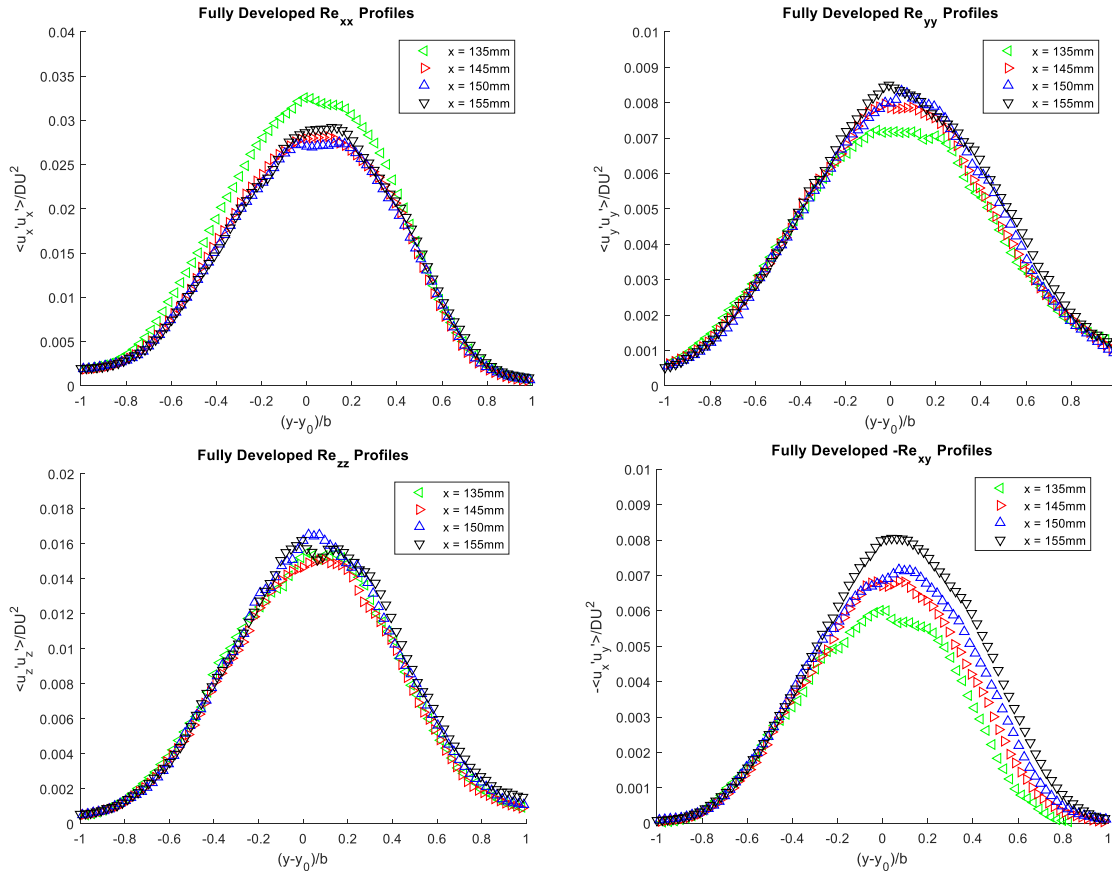 Fully Developed Re_xx Profiles
<u_x'u_x'>/DU^2
0.04
0.035
0.03
0.025
0.02
0.015
0.01
0.005
0
x = 135mm
x = 145mm
x = 150mm
x = 155mm
-1 -0.8 -0.6 -0.4 -0.2 0 0.2 0.4 0.6 0.8 1
(y-y_0)/b
Fully Developed Re_yy Profiles
<u_y'u_y'>/DU^2
0.01
0.009
0.008
0.007
0.006
0.005
0.004
0.003
0.002
0.001
0
x = 135mm
x = 145mm
x = 150mm
x = 155mm
-1 -0.8 -0.6 -0.4 -0.2 0 0.2 0.4 0.6 0.8 1
(y-y_0)/b
Fully Developed Re_zz Profiles
<u_z'u_z'>/DU^2
0.02
0.018
0.016
0.014
0.012
0.01
0.008
0.006
0.004
0.002
0
x = 135mm
x = 145mm
x = 150mm
x = 155mm
-1 -0.8 -0.6 -0.4 -0.2 0 0.2 0.4 0.6 0.8 1
(y-y_0)/b
Fully Developed -Re_xy Profiles
-<u_x'u_y'>/DU^2
0.01
0.009
0.008
0.007
0.006
0.005
0.004
0.003
0.002
0.001
0
x = 135mm
x = 145mm
x = 150mm
x = 155mm
-1 -0.8 -0.6 -0.4 -0.2 0 0.2 0.4 0.6 0.8 1
(y-y_0)/b